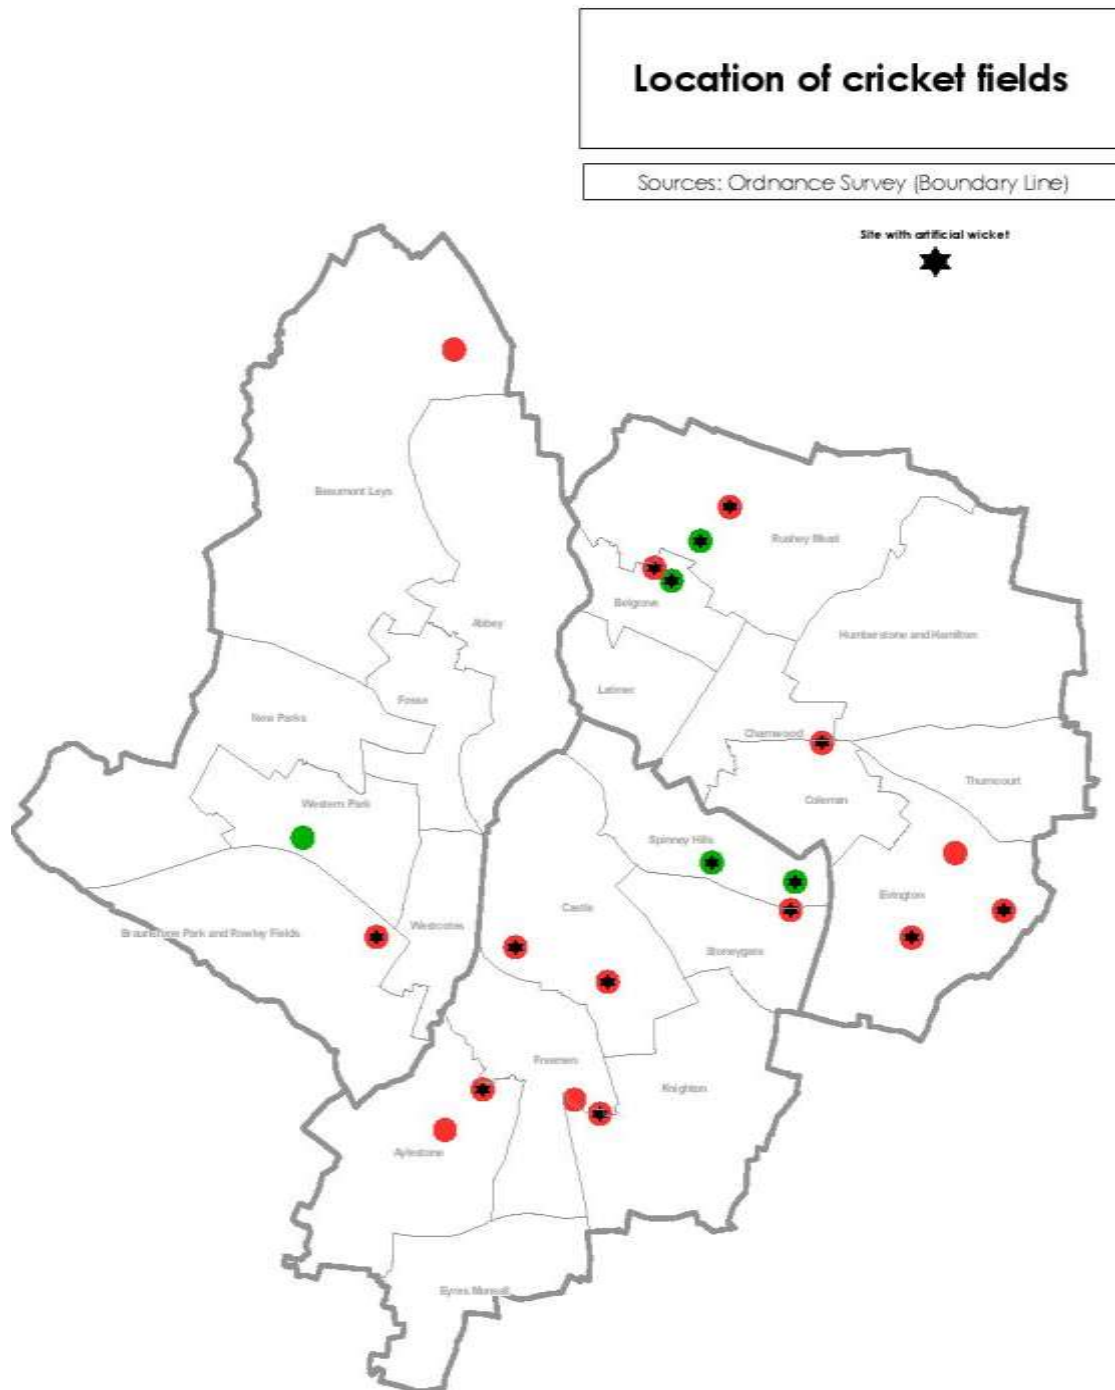 Location of cricket fields
Sources: Ordnance Survey (Boundary Line)
Site with artificial wicket
Beaumont Leys
Rushey Mead
Belgrave
Abbey
Humberstone and Hamilton
Latimer
Fosse
New Parks
Charnwood
Thurncourt
Coleman
Western Park
Spinney Hills
Evington
Castle
Westcotes
Braunstone Park and Rowley Fields
Stoneygate
Freemen
Knighton
Aylestone
Eyres Monsell